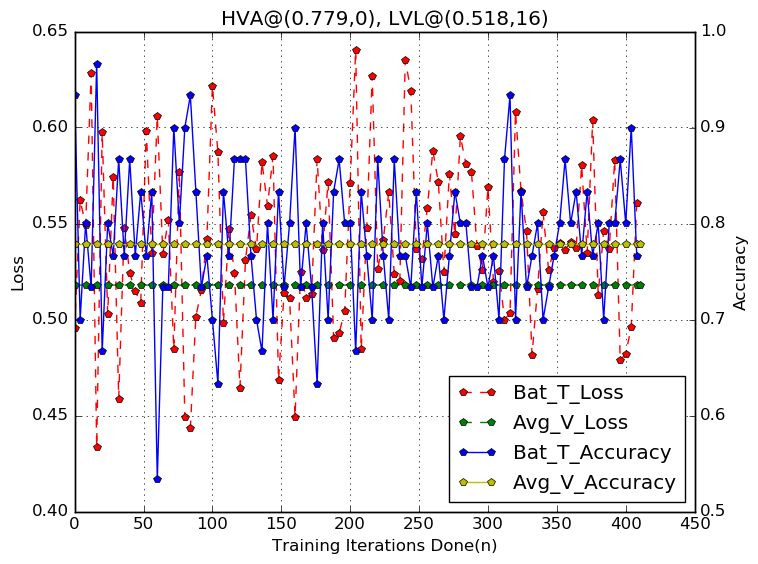 HVA@(0.779,0), LVL@(0.518,16)
0.65
0.60
0.55
0.50
0.45
0.40
Loss
1.0
0.9
0.8
0.7
0.6
0.5
Accuracy
Bat_T_Loss
Avg_V_Loss
Bat_T_Accuracy
Avg_V_Accuracy
0 50 100 150 200 250 300 350 400 450
Training Iterations Done(n)